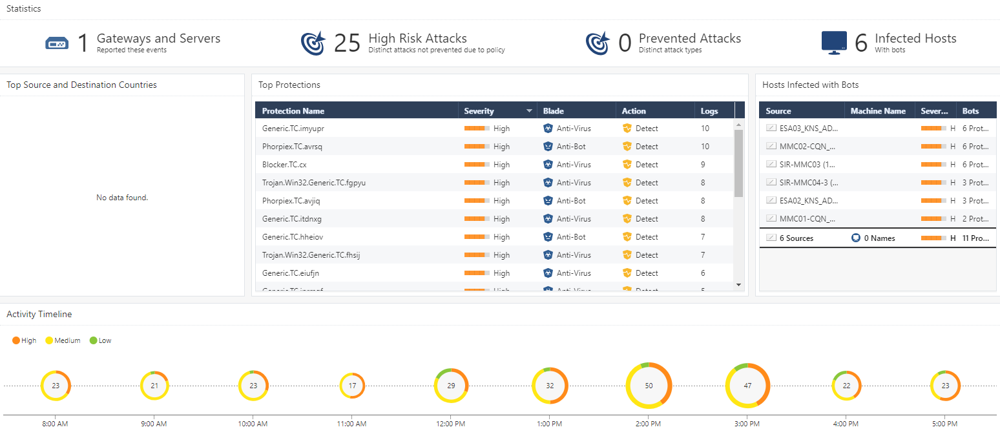 Statistics
1 Gateways and Servers
Reported these events
25 High Risk Attacks
Distinct attacks not prevented due to policy
0 Prevented Attacks
Distinct attack types
6 Infected Hosts
With bots
Top Source and Destination Countries
No data found.
Top Protections
Protection Name Severity Blade Action Logs
Generic.TC.imyupr High Anti-Virus Detect 10
Phorpiex.TC.avrsq High Anti-Bot Detect 10
Blocker.TC.cx High Anti-Virus Detect 9
Trojan.Win32.Generic.TC.fgpyu High Anti-Virus Detect 8
Phorpiex.TC.avjiq High Anti-Bot Detect 8
Generic.TC.itdnxg High Anti-Virus Detect 8
Generic.TC.hheiov High Anti-Bot Detect 7
Trojan.Win32.Generic.TC.fhsij High Anti-Virus Detect 7
Generic.TC.eiufjn High Anti-Virus Detect 6
High Anti-Virus Detect 5
Hosts Infected with Bots
Source Machine Name Sever... Bots
ESA03_KNS_AD... H 6 Prot...
MMC02-CQN_... H 6 Prot...
SIR-MMC03 (1... H 6 Prot...
SIR-MMC04-3 (... H 3 Prot...
ESA02_KNS_AD... H 3 Prot...
MMC01-CQN_... H 2 Prot...
6 Sources 0 Names H 11 Pro...
Activity Timeline
High Medium Low
23 21 23 17 29 32 50 47 22 23
8:00 AM 9:00 AM 10:00 AM 11:00 AM 12:00 PM 1:00 PM 2:00 PM 3:00 PM 4:00 PM 5:00 PM